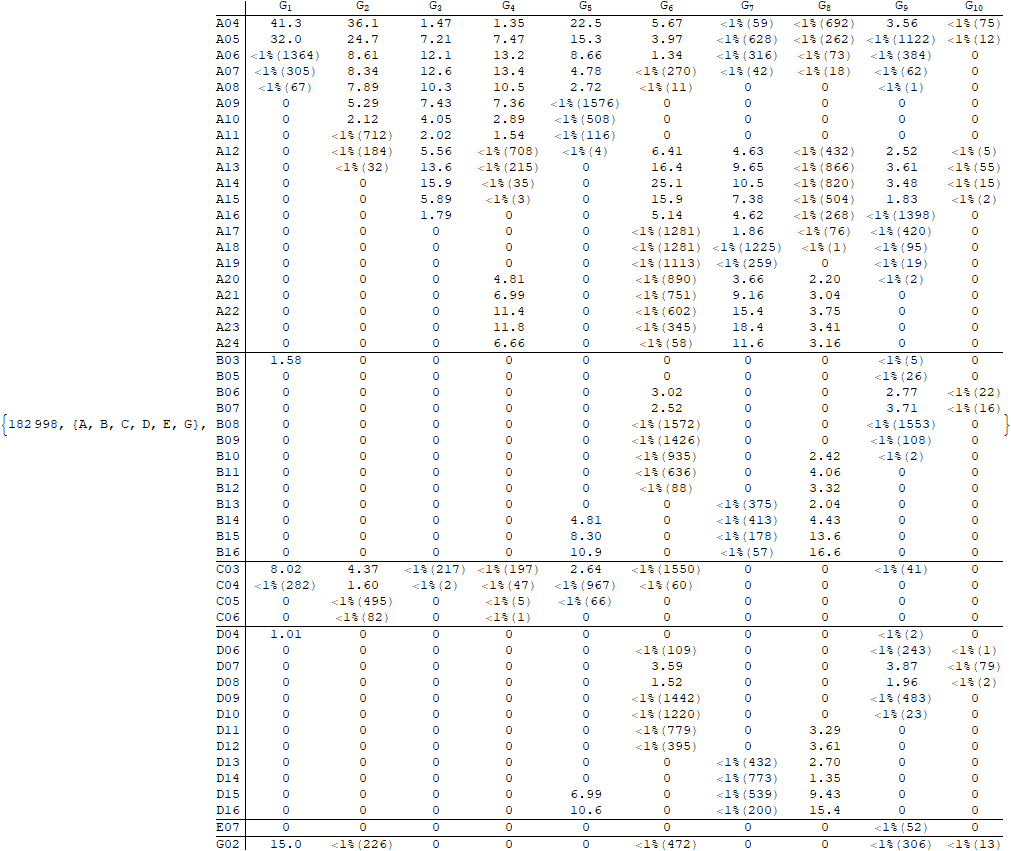 G1 G2 G3 G4 G5 G6 G7 G8 G9 G10
A04 41.3 36.1 1.47 1.35 22.5 5.67 <1%(59) <1%(692) 3.56 <1%(75)
A05 32.0 24.7 7.21 7.47 15.3 3.97 <1%(628) <1%(262) <1%(1122) <1%(12)
A06 <1%(1364) 8.61 12.1 13.2 8.66 1.34 <1%(316) <1%(73) <1%(384) 0
A07 <1%(305) 8.34 12.6 13.4 4.78 <1%(270) <1%(42) <1%(18) <1%(62) 0
A08 <1%(67) 7.89 10.3 10.5 2.72 <1%(11) 0 0 <1%(1) 0
A09 0 5.29 7.43 7.36 <1%(1576) 0 0 0 0 0
A10 0 2.12 4.05 2.89 <1%(508) 0 0 0 0 0
A11 0 <1%(712) 2.02 1.54 <1%(116) 0 0 0 0 0
A12 0 <1%(184) 5.56 <1%(708) <1%(4) 6.41 4.63 <1%(432) 2.52 <1%(5)
A13 0 <1%(32) 13.6 <1%(215) 0 16.4 9.65 <1%(866) 3.61 <1%(55)
A14 0 0 15.9 <1%(35) 0 25.1 10.5 <1%(820) 3.48 <1%(15)
A15 0 0 5.89 <1%(3) 0 15.9 7.38 <1%(504) 1.83 <1%(2)
A16 0 0 1.79 0 0 5.14 4.62 <1%(268) <1%(1398) 0
A17 0 0 0 0 0 <1%(1281) 1.86 <1%(76) <1%(420) 0
A18 0 0 0 0 0 <1%(1281) <1%(1225) <1%(1) <1%(95) 0
A19 0 0 0 0 0 <1%(1113) <1%(259) 0 <1%(19) 0
A20 0 0 0 4.81 0 <1%(890) 3.66 2.20 <1%(2) 0
A21 0 0 0 6.99 0 <1%(751) 9.16 3.04 0 0
A22 0 0 0 11.4 0 <1%(602) 15.4 3.75 0 0
A23 0 0 0 11.8 0 <1%(345) 18.4 3.41 0 0
A24 0 0 0 6.66 0 <1%(58) 11.6 3.16 0 0
B03 1.58 0 0 0 0 0 0 0 <1%(5) 0
B05 0 0 0 0 0 0 0 0 <1%(26) 0
B06 0 0 0 0 0 3.02 0 0 2.77 <1%(22)
B07 0 0 0 0 0 2.52 0 0 3.71 <1%(16)
{182 998, {A, B, C, D, E, G}, B08 0 0 0 0 0 <1%(1572) 0 0 <1%(1553) 0 }
B09 0 0 0 0 0 <1%(1426) 0 0 <1%(108) 0
B10 0 0 0 0 0 <1%(935) 0 2.42 <1%(2) 0
B11 0 0 0 0 0 <1%(636) 0 4.06 0 0
B12 0 0 0 0 0 <1%(88) 0 3.32 0 0
B13 0 0 0 0 0 0 <1%(375) 2.04 0 0
B14 0 0 0 0 4.81 0 <1%(413) 4.43 0 0
B15 0 0 0 0 8.30 0 <1%(178) 13.6 0 0
B16 0 0 0 0 10.9 0 <1%(57) 16.6 0 0
C03 8.02 4.37 <1%(217) <1%(197) 2.64 <1%(1550) 0 0 <1%(41) 0
C04 <1%(282) 1.60 <1%(2) <1%(47) <1%(967) <1%(60) 0 0 0 0
C05 0 <1%(495) 0 <1%(5) <1%(66) 0 0 0 0 0
C06 0 <1%(82) 0 <1%(1) 0 0 0 0 0 0
D04 1.01 0 0 0 0 0 0 0 <1%(2) 0
D06 0 0 0 0 0 <1%(109) 0 0 <1%(243) <1%(1)
D07 0 0 0 0 0 3.59 0 0 3.87 <1%(79)
D08 0 0 0 0 0 1.52 0 0 1.96 <1%(2)
D09 0 0 0 0 0 <1%(1442) 0 0 <1%(483) 0
D10 0 0 0 0 0 <1%(1220) 0 0 <1%(23) 0
D11 0 0 0 0 0 <1%(779) 0 3.29 0 0
D12 0 0 0 0 0 <1%(395) 0 3.61 0 0
D13 0 0 0 0 0 0 <1%(432) 2.70 0 0
D14 0 0 0 0 0 0 <1%(773) 1.35 0 0
D15 0 0 0 0 6.99 0 <1%(539) 9.43 0 0
D16 0 0 0 0 10.6 0 <1%(200) 15.4 0 0
E07 0 0 0 0 0 0 0 0 <1%(52) 0
G02 15.0 <1%(226) 0 0 0 <1%(472) 0 0 <1%(306) <1%(13)